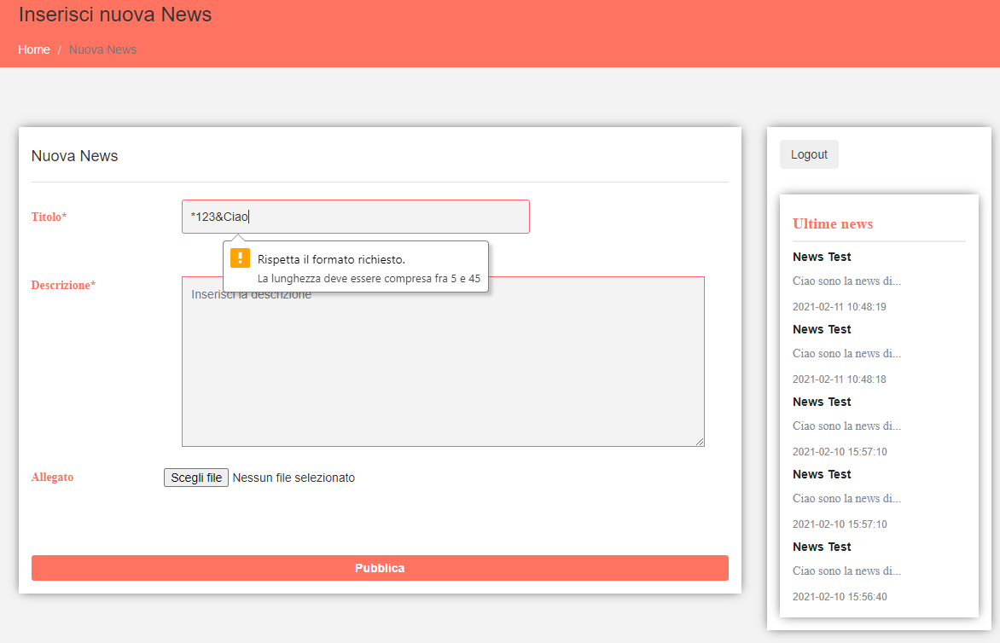 Inserisci nuova News
Home / Nuova News
Nuova News
Titolo*
*123&Ciao
Rispetta il formato richiesto.
La lunghezza deve essere compresa fra 5 e 45
Descrizione*
Inserisci la descrizione
Allegato
Scegli file Nessun file selezionato
Pubblica
Logout
Ultime news
News Test
Ciao sono la news di...
2021-02-11 10:48:19
News Test
Ciao sono la news di...
2021-02-11 10:48:18
News Test
Ciao sono la news di...
2021-02-10 15:57:10
News Test
Ciao sono la news di...
2021-02-10 15:57:10
News Test
Ciao sono la news di...
2021-02-10 15:56:40